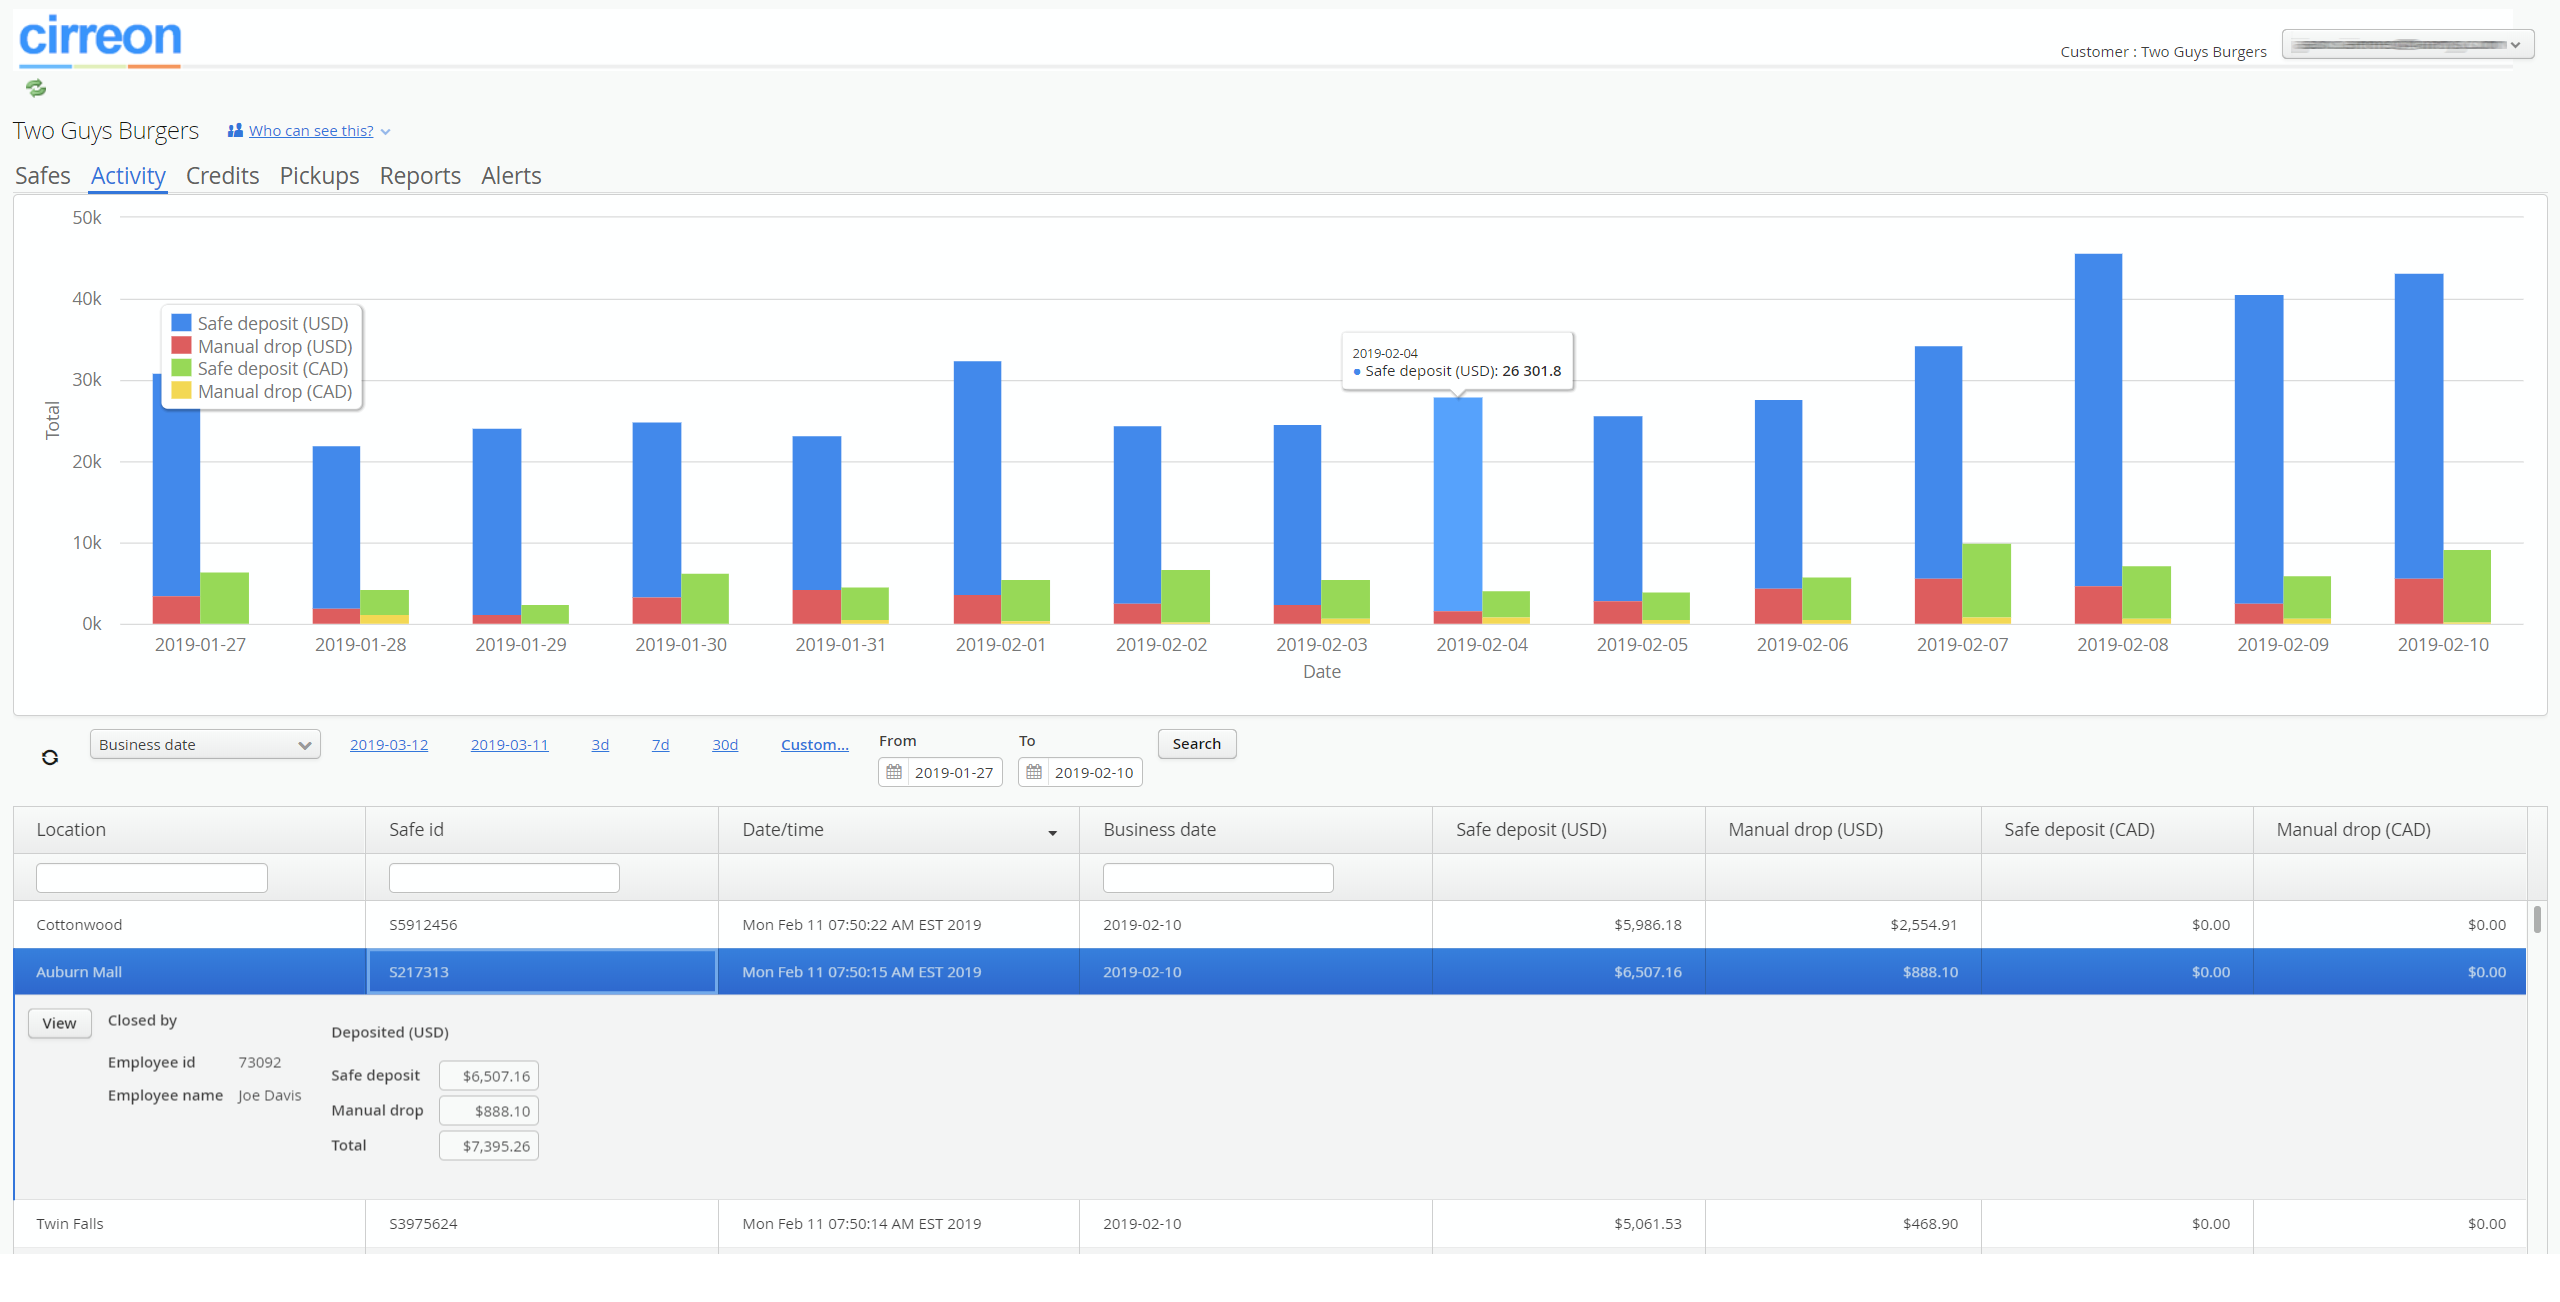 cirreon
Customer : Two Guys Burgers
Two Guys Burgers Who can see this?
Safes Activity Credits Pickups Reports Alerts
50k
40k
30k
20k
10k
0k
Total
Safe deposit (USD)
Manual drop (USD)
Safe deposit (CAD)
Manual drop (CAD)
2019-02-04
Safe deposit (USD): 26 301.8
2019-01-27 2019-01-28 2019-01-29 2019-01-30 2019-01-31 2019-02-01 2019-02-02 2019-02-03 2019-02-04 2019-02-05 2019-02-06 2019-02-07 2019-02-08 2019-02-09 2019-02-10
Date
Business date 2019-03-12 2019-03-11 3d 7d 30d Custom... From To Search
2019-01-27 2019-02-10
Location Safe id Date/time Business date Safe deposit (USD) Manual drop (USD) Safe deposit (CAD) Manual drop (CAD)
Cottonwood S5912456 Mon Feb 11 07:50:22 AM EST 2019 2019-02-10 $5,986.18 $2,554.91 $0.00 $0.00
Auburn Mall S217313 Mon Feb 11 07:50:15 AM EST 2019 2019-02-10 $6,507.16 $888.10 $0.00 $0.00
View Closed by Deposited (USD)
Employee id 73092 Safe deposit $6,507.16
Employee name Joe Davis Manual drop $888.10
Total $7,395.26
Twin Falls S3975624 Mon Feb 11 07:50:14 AM EST 2019 2019-02-10 $5,061.53 $468.90 $0.00 $0.00